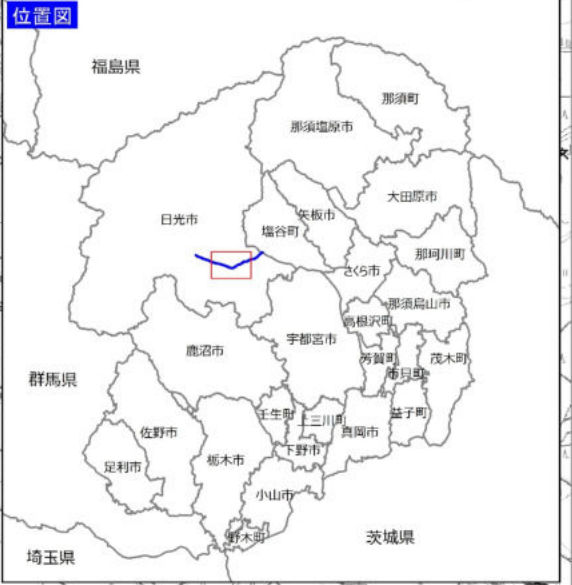 位置図
福島県
那須町
那須塩原市
大田原市
日光市
矢板市
塩谷町
那珂川町
さくら市
那須烏山市
高根沢町
宇都宮市
鹿沼市
芳賀町
茂木町
市貝町
群馬県
壬生町
上三川町
益子町
真岡市
佐野市
下野市
栃木市
足利市
小山市
野木町
茨城県
埼玉県